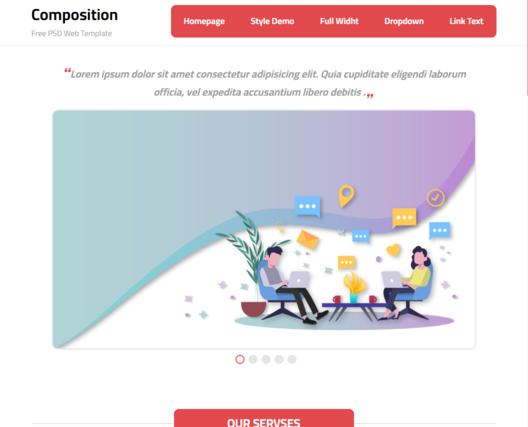 Composition
Free PSD Web Template
Homepage Style Demo Full Widht Dropdown Link Text
“Lorem ipsum dolor sit amet consectetur adipisicing elit. Quia cupiditate eligendi laborum
officia, vel expedita accusantium libero debitis .„
OUR SERVSES